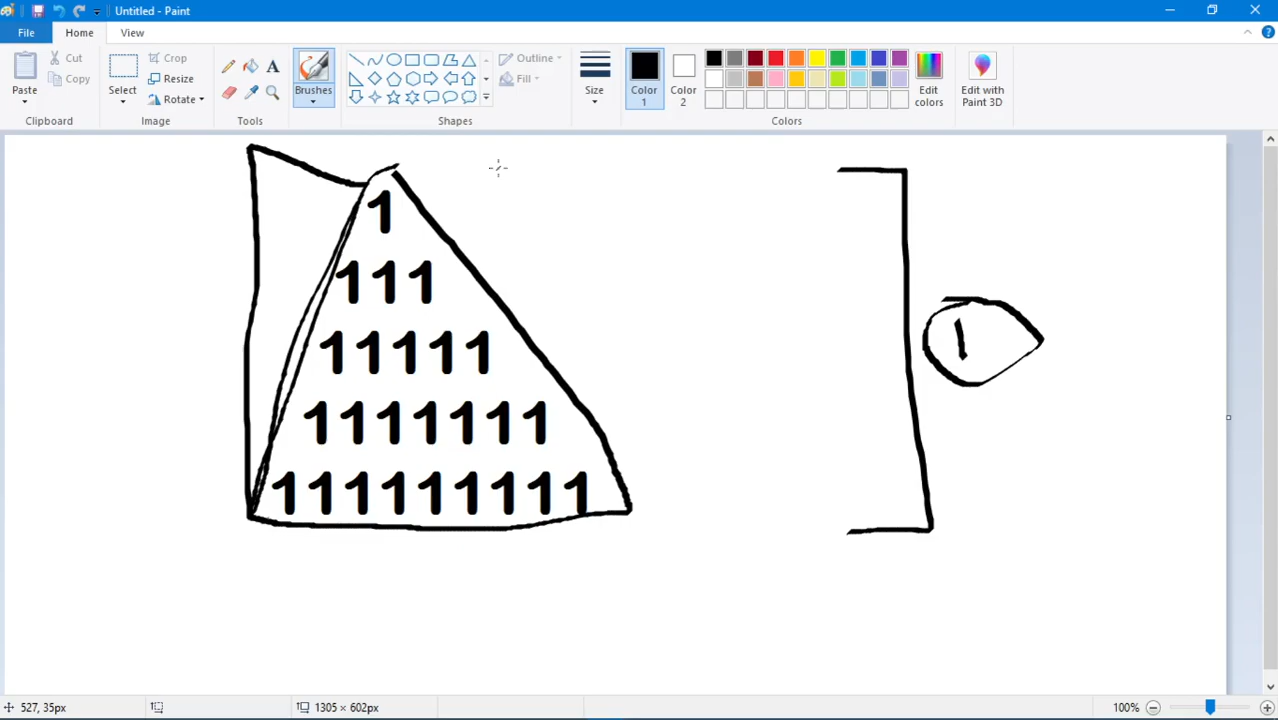 Untitled - Paint
File Home View
Paste
Cut
Copy
Clipboard
Select
Crop
Resize
Rotate
Image
A
Tools
Brushes
Outline
Fill
Shapes
Size
Color 1
Color 2
Edit colors
Colors
Edit with Paint 3D
1
111
11111
1111111
111111111
1
527, 35px
1305 × 602px
100%